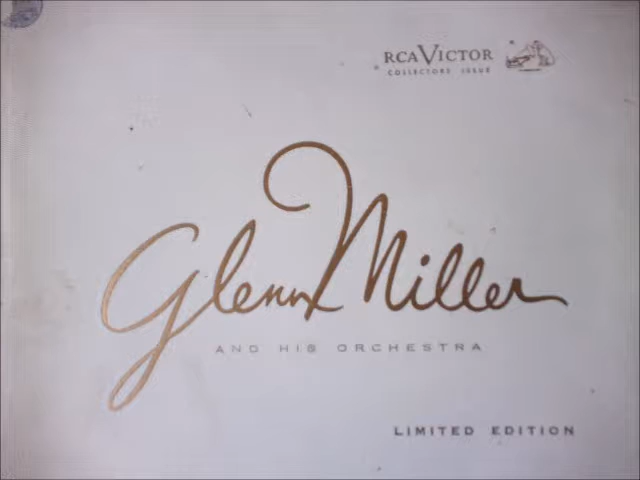 RCA VICTOR
COLLECTORS ISSUE
Glenn Miller
AND HIS ORCHESTRA
LIMITED EDITION